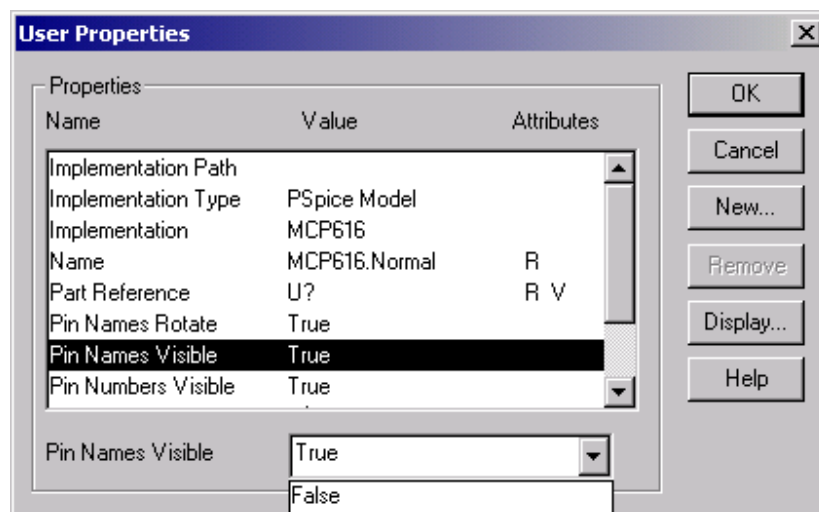 User Properties
Properties
Name Value Attributes
Implementation Path
Implementation Type PSpice Model
Implementation MCP616
Name MCP616.Normal R
Part Reference U? R V
Pin Names Rotate True
Pin Names Visible True
Pin Numbers Visible True
Pin Names Visible True
False
OK
Cancel
New...
Remove
Display...
Help